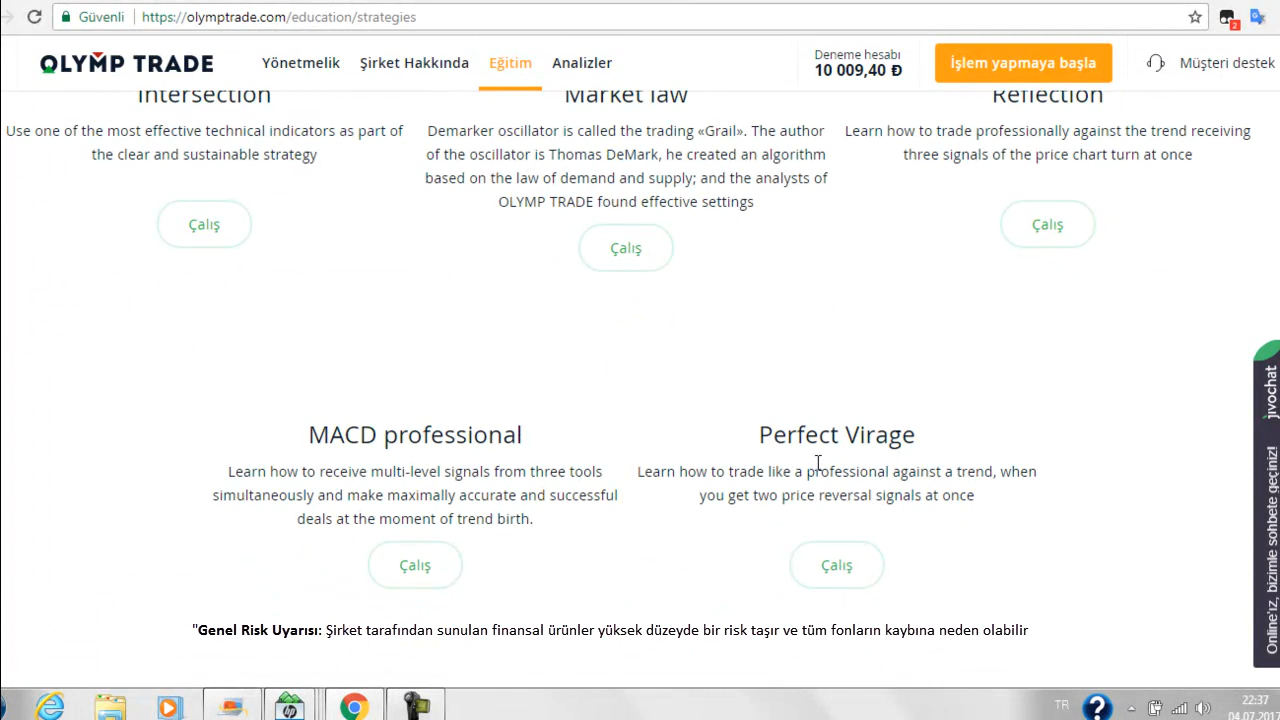 Güvenli
https://olymptrade.com/education/strategies
2
OLYMP TRADE
Yönetmelik
Şirket Hakkında
Eğitim
Analizler
Deneme hesabı
10 009,40 Đ
İşlem yapmaya başla
Müşteri destek
Intersection
Use one of the most effective technical indicators as part of
the clear and sustainable strategy
Çalış
Market law
Demarker oscillator is called the trading «Grail». The author
of the oscillator is Thomas DeMark, he created an algorithm
based on the law of demand and supply; and the analysts of
OLYMP TRADE found effective settings
Çalış
Reflection
Learn how to trade professionally against the trend receiving
three signals of the price chart turn at once
Çalış
MACD professional
Learn how to receive multi-level signals from three tools
simultaneously and make maximally accurate and successful
deals at the moment of trend birth.
Çalış
Perfect Virage
Learn how to trade like a professional against a trend, when
you get two price reversal signals at once
Çalış
"Genel Risk Uyarısı: Şirket tarafından sunulan finansal ürünler yüksek düzeyde bir risk taşır ve tüm fonların kaybına neden olabilir
jivochat
Online'ız, bizimle sohbete geçiniz!
hp
TR
?
22:37
04.07.2017